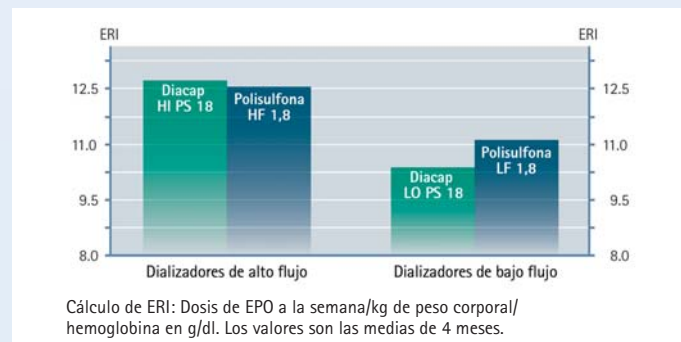 ERI
ERI
12.5
12.5
11.0
11.0
9.5
9.5
8.0
8.0
Diacap
HI PS 18
Polisulfona
HF 1,8
Diacap
LO PS 18
Polisulfona
LF 1,8
Dializadores de alto flujo
Dializadores de bajo flujo
Cálculo de ERI: Dosis de EPO a la semana/kg de peso corporal/
hemoglobina en g/dl. Los valores son las medias de 4 meses.